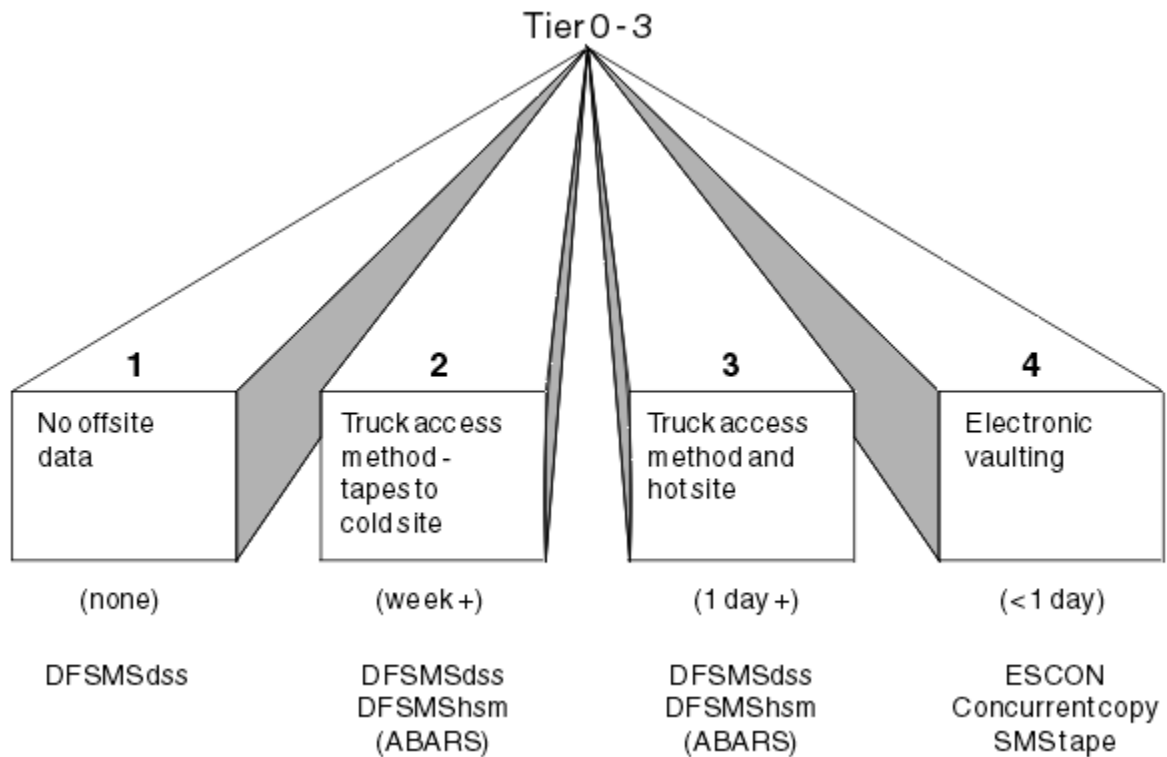 Tier 0 - 3
1
No offsite
data
(none)
DFSMSdss
2
Truck access
method -
tapes to
cold site
(week +)
DFSMSdss
DFSMShsm
(ABARS)
3
Truck access
method and
hot site
(1 day +)
DFSMSdss
DFSMShsm
(ABARS)
4
Electronic
vaulting
(< 1 day)
ESCON
Concurrent copy
SMS tape